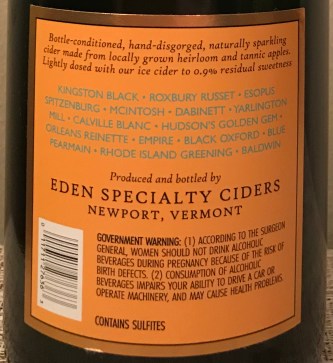 Bottle-conditioned, hand-disgorged, naturally sparkling
cider made from locally grown heirloom and tannic apples.
Lightly dosed with our ice cider to 0.9% residual sweetness
KINGSTON BLACK • ROXBURY RUSSET • ESOPUS
SPITZENBURG • MCINTOSH • DABINETT • YARLINGTON
MILL • CALVILLE BLANC • HUDSON'S GOLDEN GEM •
ORLEANS REINETTE • EMPIRE • BLACK OXFORD • BLUE
PEARMAIN • RHODE ISLAND GREENING • BALDWIN
Produced and bottled by
EDEN SPECIALTY CIDERS
NEWPORT, VERMONT
GOVERNMENT WARNING: (1) ACCORDING TO THE SURGEON
GENERAL, WOMEN SHOULD NOT DRINK ALCOHOLIC
BEVERAGES DURING PREGNANCY BECAUSE OF THE RISK OF
BIRTH DEFECTS. (2) CONSUMPTION OF ALCOHOLIC
BEVERAGES IMPAIRS YOUR ABILITY TO DRIVE A CAR OR
OPERATE MACHINERY, AND MAY CAUSE HEALTH PROBLEMS.
CONTAINS SULFITES